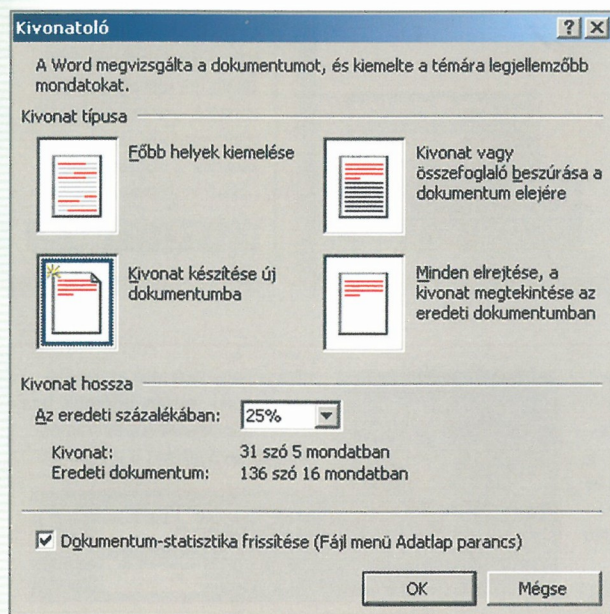 Kivonatoló
A Word megvizsgálta a dokumentumot, és kiemelte a témára legjellemzőbb
mondatokat.
Kivonat típusa
Főbb helyek kiemelése
Kivonat vagy
összefoglaló beszúrása a
dokumentum elejére
Kivonat készítése új
dokumentumba
Minden elrejtése, a
kivonat megtekintése az
eredeti dokumentumban
Kivonat hossza
Az eredeti százalékában: 25%
Kivonat: 31 szó 5 mondatban
Eredeti dokumentum: 136 szó 16 mondatban
Dokumentum-statisztika frissítése (Fájl menü Adatlap parancs)
OK Mégse